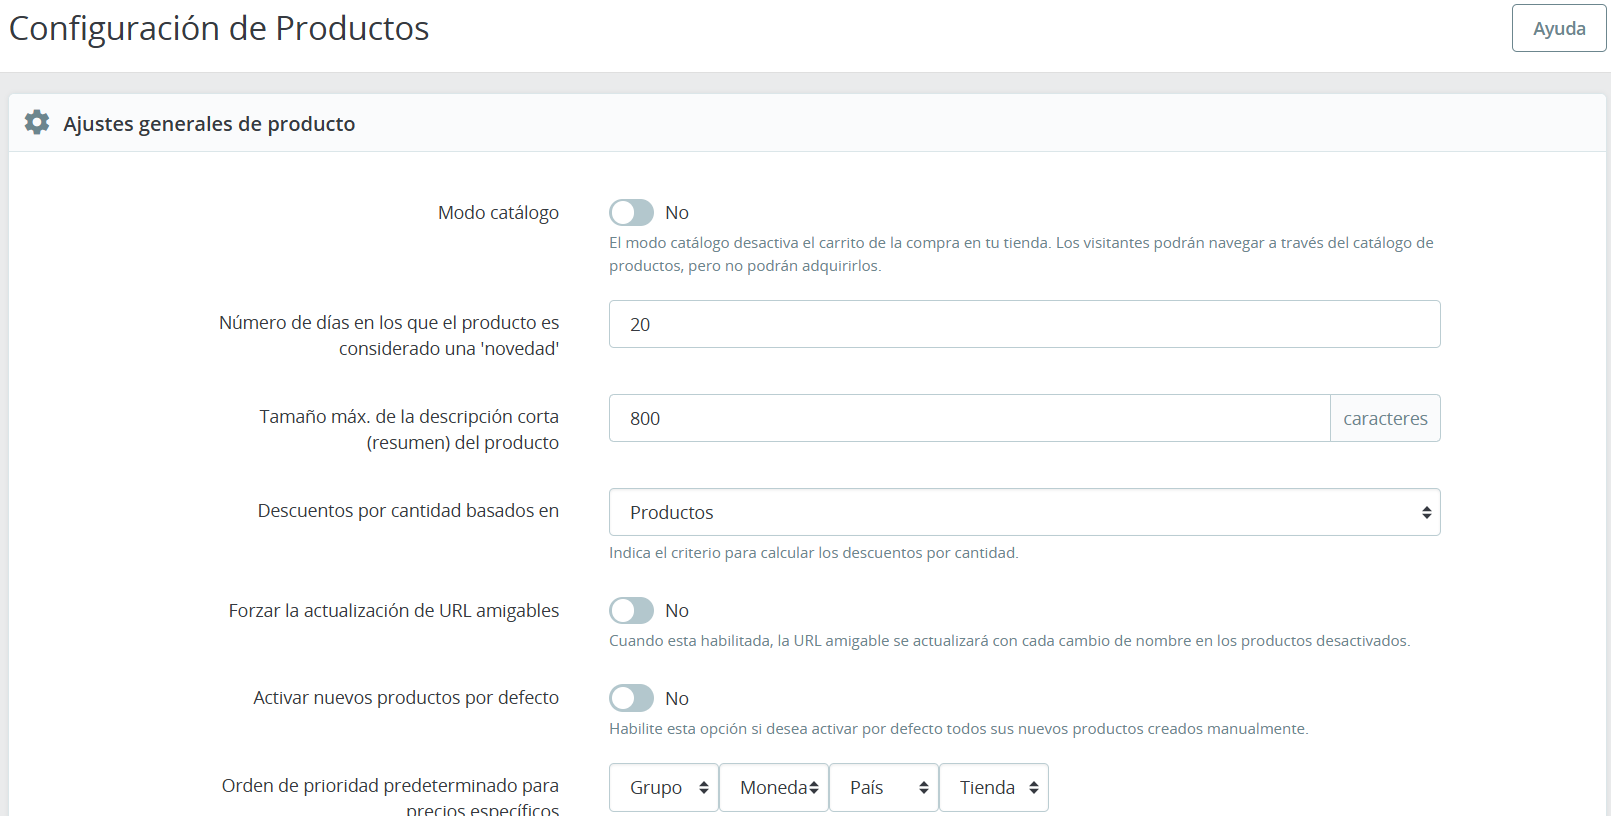 Configuración de Productos
Ayuda
Ajustes generales de producto
Modo catálogo
No
El modo catálogo desactiva el carrito de la compra en tu tienda. Los visitantes podrán navegar a través del catálogo de
productos, pero no podrán adquirirlos.
Número de días en los que el producto es
considerado una 'novedad'
20
Tamaño máx. de la descripción corta
(resumen) del producto
800
caracteres
Descuentos por cantidad basados en
Productos
Indica el criterio para calcular los descuentos por cantidad.
Forzar la actualización de URL amigables
No
Cuando esta habilitada, la URL amigable se actualizará con cada cambio de nombre en los productos desactivados.
Activar nuevos productos por defecto
No
Habilite esta opción si desea activar por defecto todos sus nuevos productos creados manualmente.
Orden de prioridad predeterminado para
precios específicos
Grupo
Moneda
País
Tienda